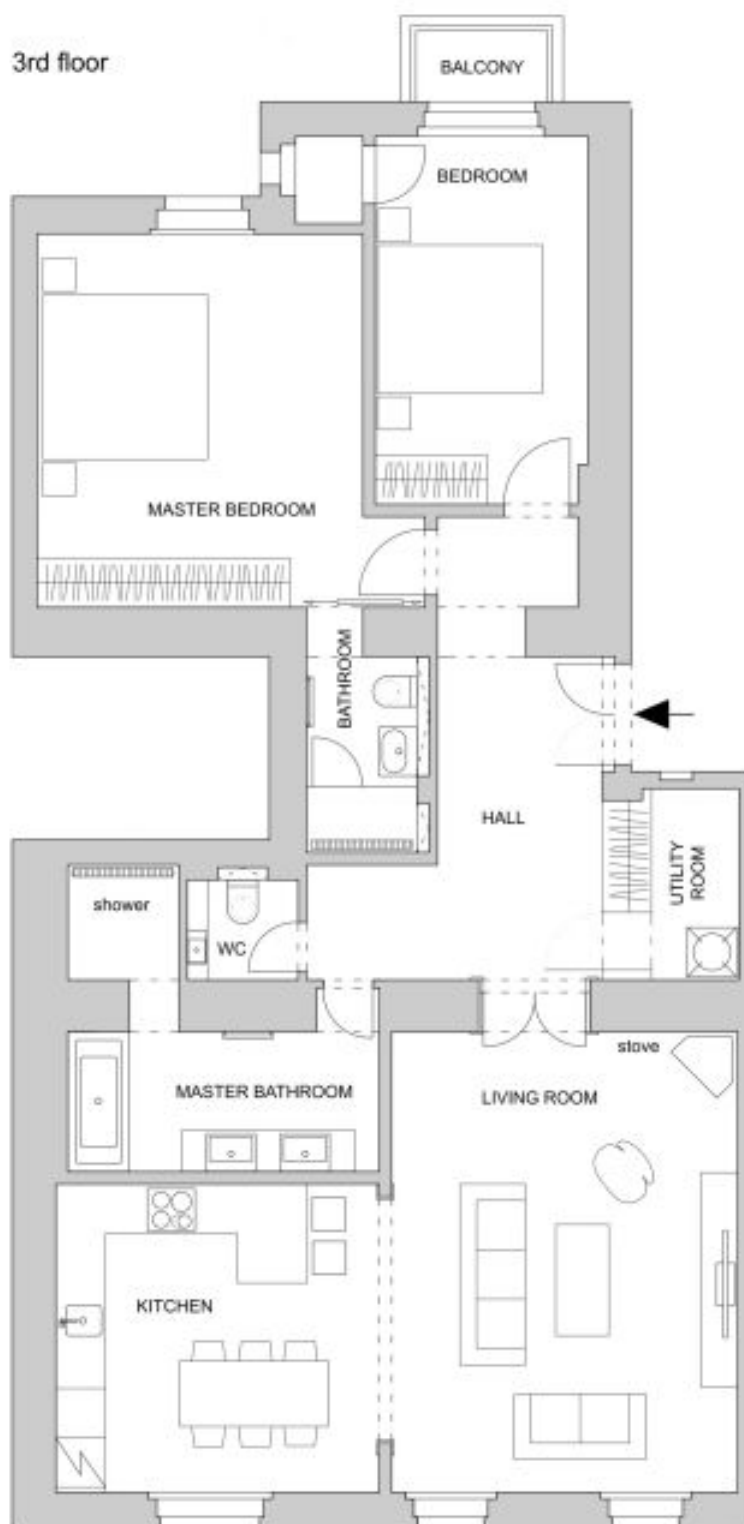 3rd floor
BALCONY
BEDROOM
MASTER BEDROOM
BATHROOM
HALL
UTILITY
ROOM
shower
WC
stove
MASTER BATHROOM
LIVING ROOM
KITCHEN